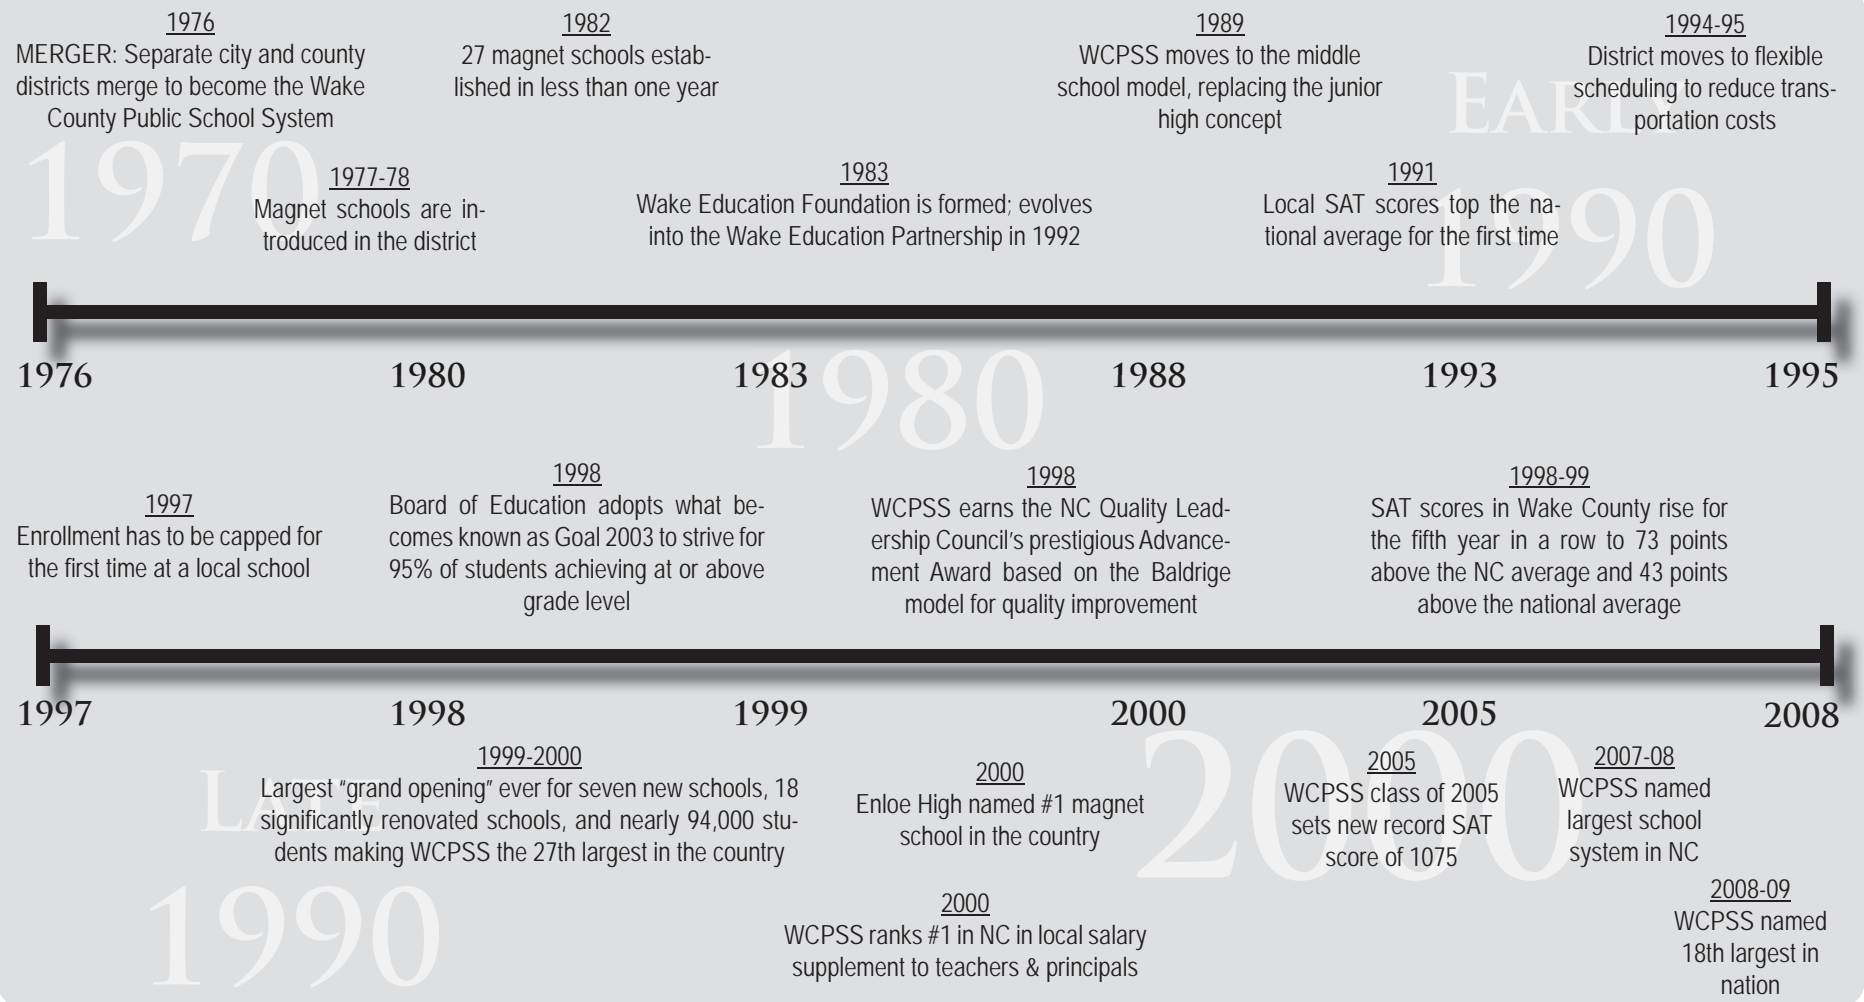 1976
MERGER: Separate city and county
districts merge to become the Wake
County Public School System
1982
27 magnet schools estab-
lished in less than one year
1989
WCPSS moves to the middle
school model, replacing the junior
high concept
1994-95
District moves to flexible
scheduling to reduce trans-
portation costs
EARLY
1990
1970
1977-78
Magnet schools are in-
troduced in the district
1983
Wake Education Foundation is formed; evolves
into the Wake Education Partnership in 1992
1991
Local SAT scores top the na-
tional average for the first time
1976 1980 1983 1988 1993 1995
1980
1997
Enrollment has to be capped for
the first time at a local school
1998
Board of Education adopts what be-
comes known as Goal 2003 to strive for
95% of students achieving at or above
grade level
1998
WCPSS earns the NC Quality Lead-
ership Council's prestigious Advance-
ment Award based on the Baldrige
model for quality improvement
1998-99
SAT scores in Wake County rise for
the fifth year in a row to 73 points
above the NC average and 43 points
above the national average
1997 1998 1999 2000 2005 2008
LATE
1990
1999-2000
Largest "grand opening" ever for seven new schools, 18
significantly renovated schools, and nearly 94,000 stu-
dents making WCPSS the 27th largest in the country
2000
Enloe High named #1 magnet
school in the country
2000
WCPSS ranks #1 in NC in local salary
supplement to teachers & principals
2000
2005
WCPSS class of 2005
sets new record SAT
score of 1075
2007-08
WCPSS named
largest school
system in NC
2008-09
WCPSS named
18th largest in
nation